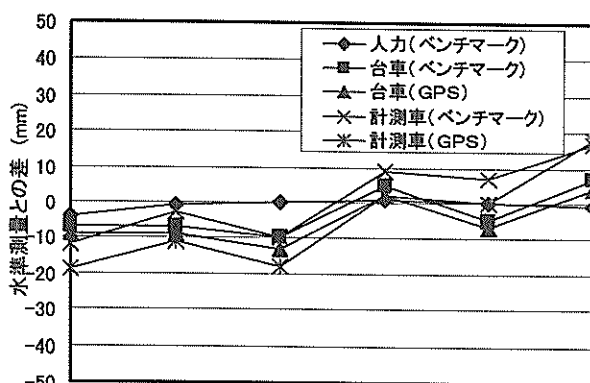 50
40
30
20
10
0
-10
-20
-30
-40
-50
水準測量との差 (mm)
人力(ベンチマーク)
台車(ベンチマーク)
台車(GPS)
計測車(ベンチマーク)
計測車(GPS)